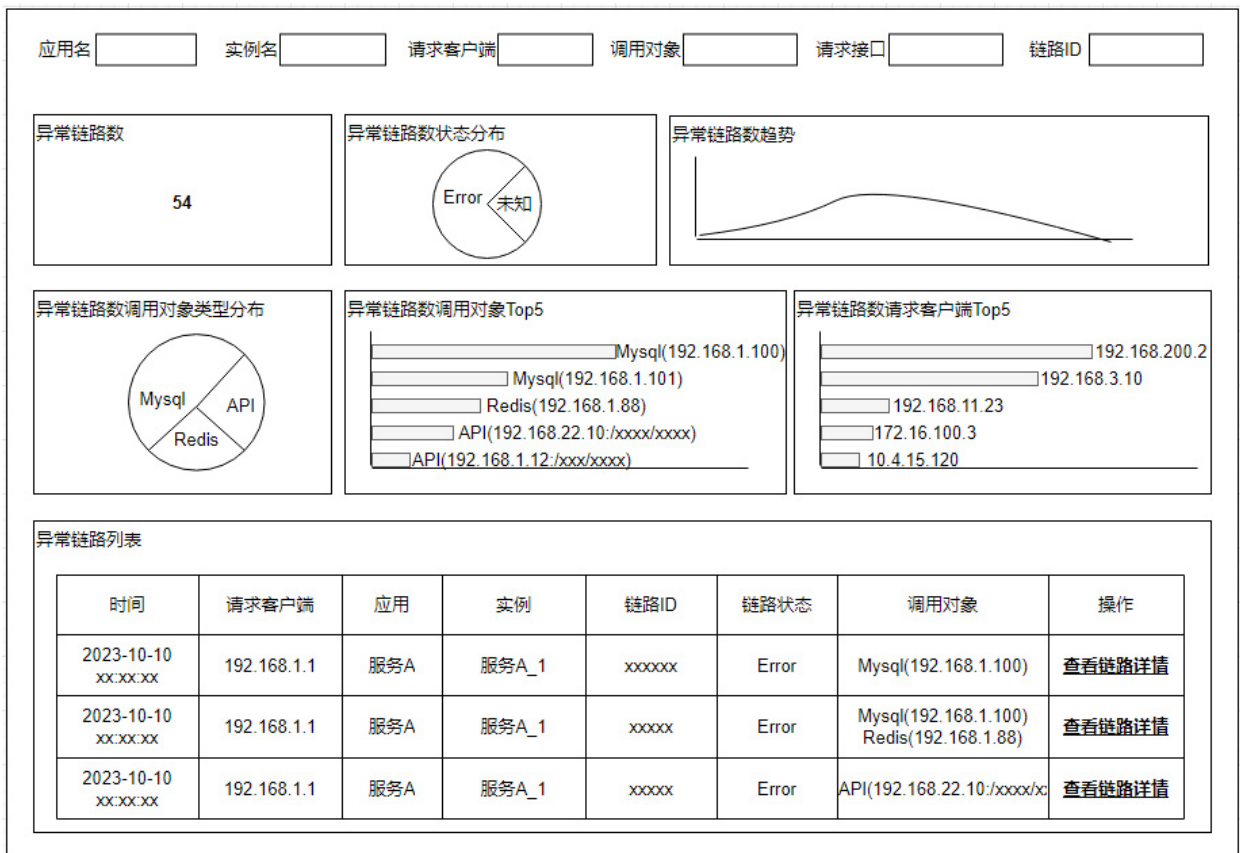 应用名 实例名 请求客户端 调用对象 请求接口 链路ID
异常链路数
54
异常链路数状态分布
Error
未知
异常链路数趋势
异常链路数调用对象类型分布
Mysql
API
Redis
异常链路数调用对象Top5
Mysql(192.168.1.100)
Mysql(192.168.1.101)
Redis(192.168.1.88)
API(192.168.22.10:/xxxx/xxxx)
API(192.168.1.12:/xxx/xxxx)
异常链路数请求客户端Top5
192.168.200.2
192.168.3.10
192.168.11.23
172.16.100.3
10.4.15.120
异常链路列表
时间 请求客户端 应用 实例 链路ID 链路状态 调用对象 操作
2023-10-10
xx:xx:xx
192.168.1.1 服务A 服务A_1 xxxxxx Error Mysql(192.168.1.100) 查看链路详情
2023-10-10
xx:xx:xx
192.168.1.1 服务A 服务A_1 xxxxx Error
Mysql(192.168.1.100)
Redis(192.168.1.88)
查看链路详情
2023-10-10
xx:xx:xx
192.168.1.1 服务A 服务A_1 xxxxx Error API(192.168.22.10:/xxxx/x 查看链路详情